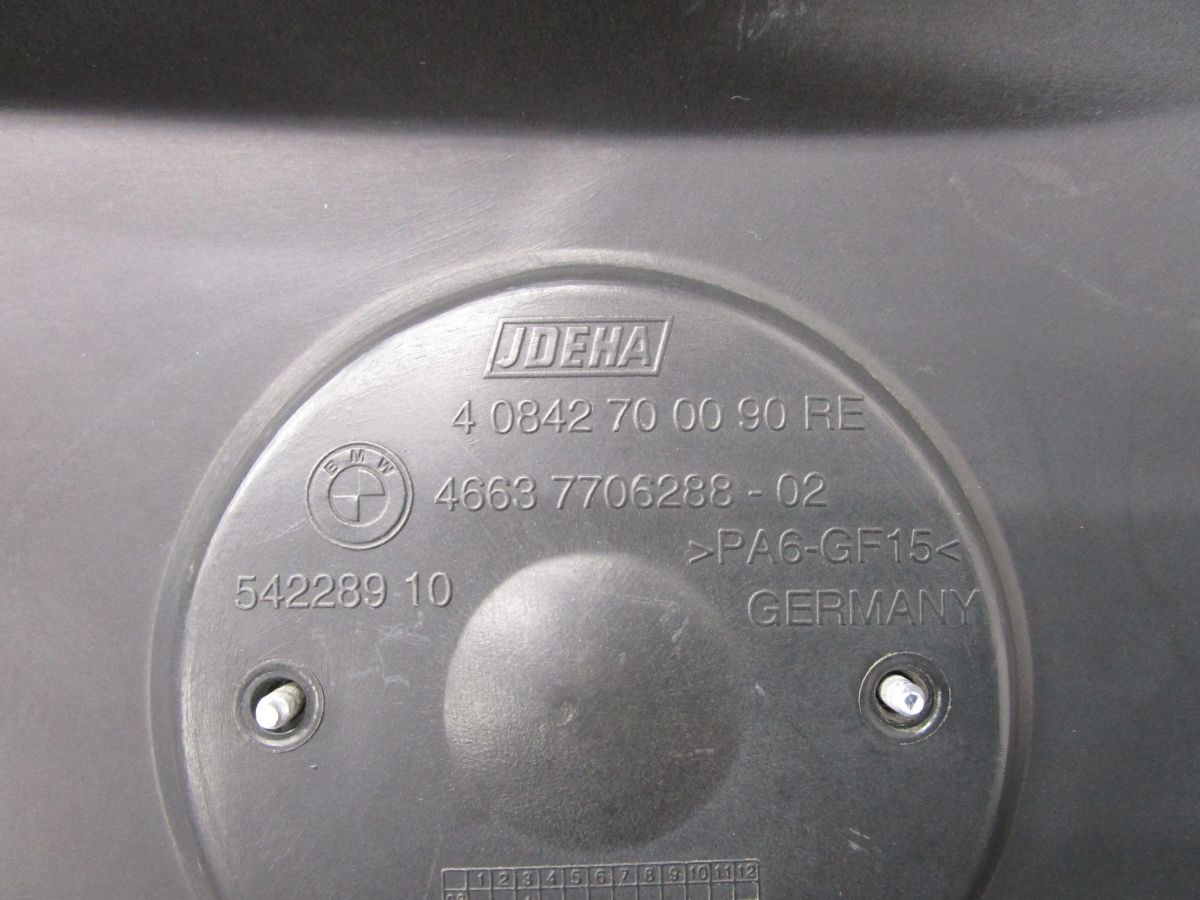 JDEHA
4 0842 70 00 90 RE
BMW
4663 7706288 - 02
>PA6-GF15<
542289 10
GERMANY
1 2 3 4 5 6 7 8 9 10 11 12